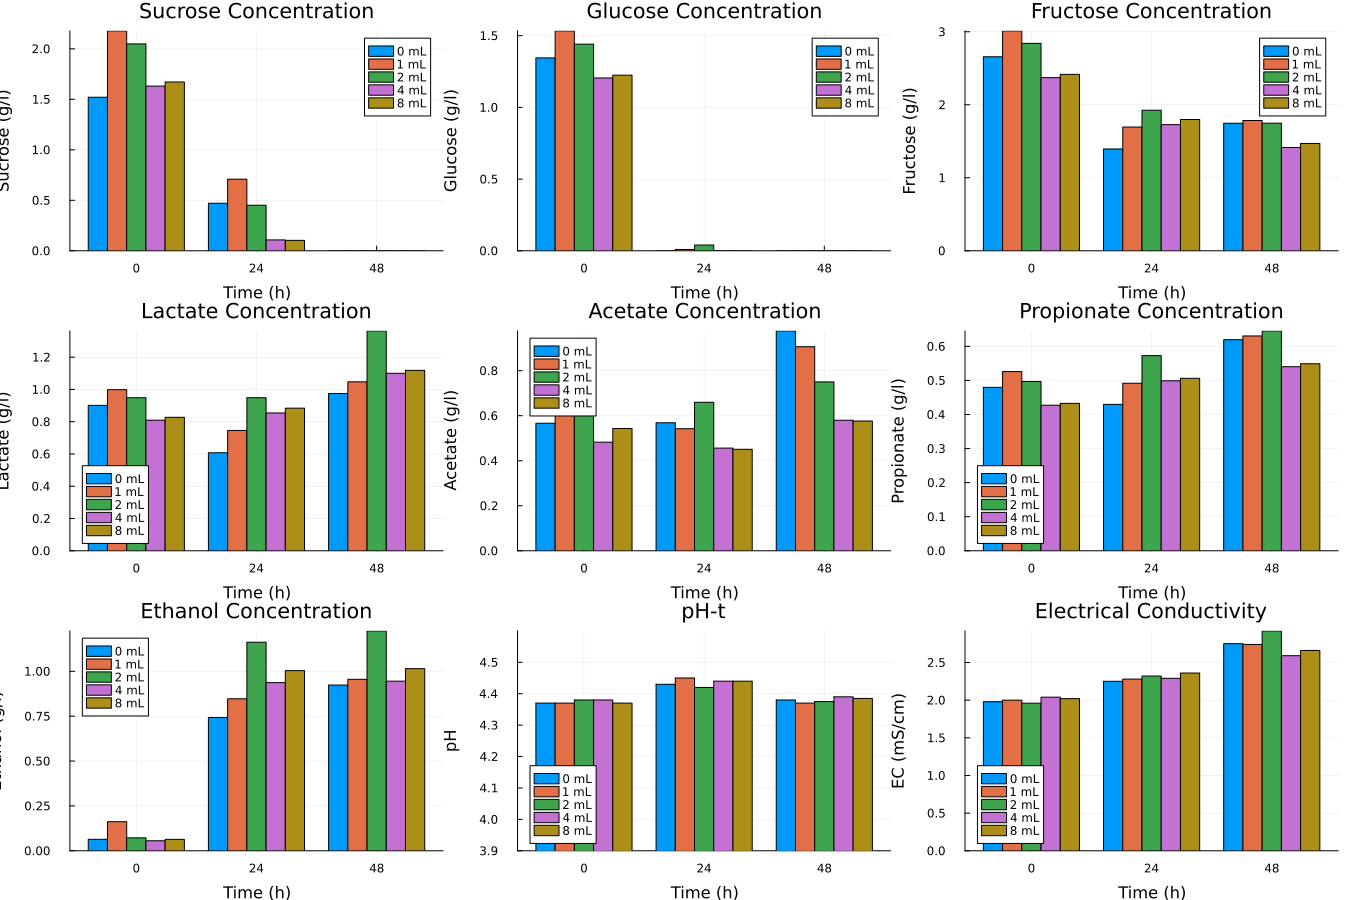 Sucrose Concentration
Sucrose (g/l)
2.0
1.5
1.0
0.5
0.0
0 mL
1 mL
2 mL
4 mL
8 mL
0 24 48
Time (h)
Glucose Concentration
Glucose (g/l)
1.5
1.0
0.5
0.0
0 24 48
Time (h)
Fructose Concentration
Fructose (g/l)
3
2
1
0
0 mL
1 mL
2 mL
4 mL
8 mL
0 24 48
Time (h)
Lactate Concentration
Lactate (g/l)
1.2
1.0
0.8
0.6
0.4
0.2
0.0
0 mL
1 mL
2 mL
4 mL
8 mL
0 24 48
Time (h)
Acetate Concentration
Acetate (g/l)
0.8
0.6
0.4
0.2
0.0
0 mL
1 mL
2 mL
4 mL
8 mL
0 24 48
Time (h)
Propionate Concentration
Propionate (g/l)
0.6
0.5
0.4
0.3
0.2
0.1
0.0
0 mL
1 mL
2 mL
4 mL
8 mL
0 24 48
Time (h)
Ethanol Concentration
1.00
0.75
0.50
0.25
0.00
0 mL
1 mL
2 mL
4 mL
8 mL
0 24 48
Time (h)
pH-t
pH
4.5
4.4
4.3
4.2
4.1
4.0
3.9
0 mL
1 mL
2 mL
4 mL
8 mL
0 24 48
Time (h)
Electrical Conductivity
EC (mS/cm)
2.5
2.0
1.5
1.0
0.5
0.0
0 mL
1 mL
2 mL
4 mL
8 mL
0 24 48
Time (h)